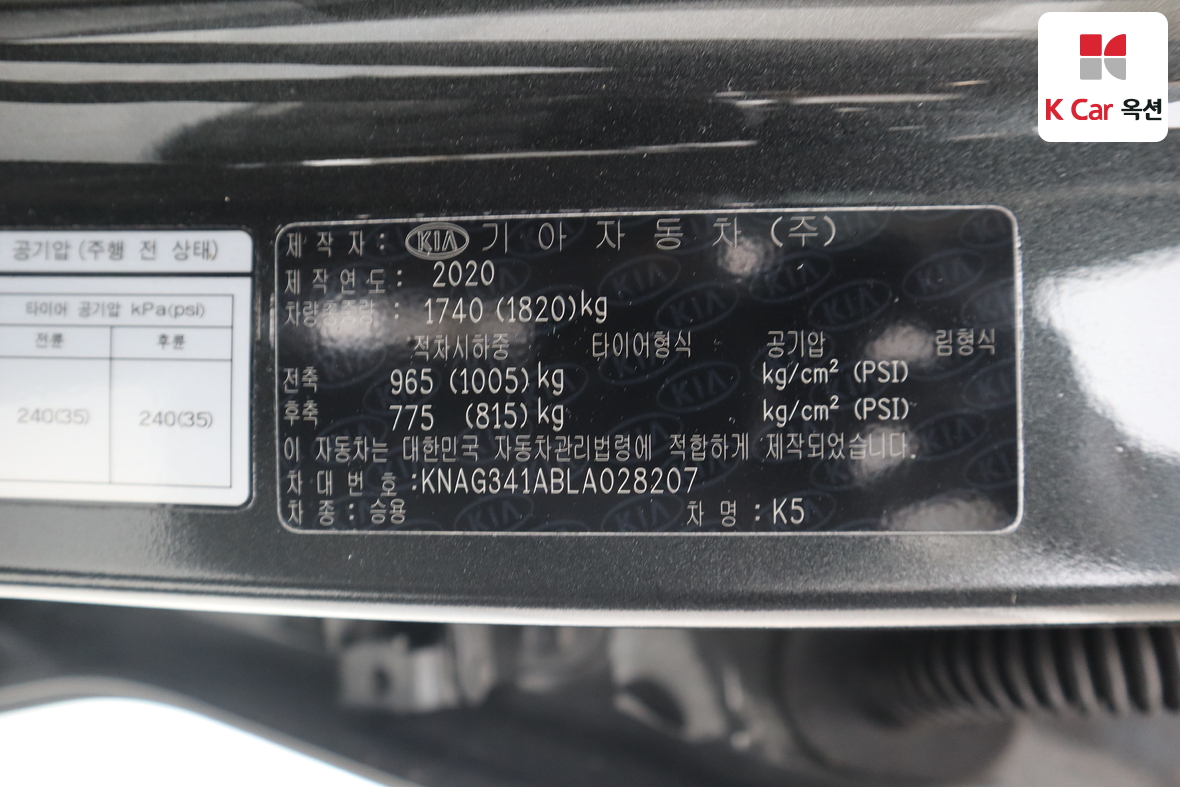 K Car 옥션
공기압 (주행 전 상태)
타이어 공기압 kPa(psi)
전륜 후륜
240(35) 240(35)
제 작 자 : KIA 기 아 자 동 차 (주)
제 작 연 도 : 2020
차량총중량 : 1740 (1820)kg
적차시하중 타이어형식 공기압 림형식
전축 965 (1005)kg kg/cm² (PSI)
후축 775 (815)kg kg/cm² (PSI)
이 자동차는 대한민국 자동차관리법령에 적합하게 제작되었습니다.
차 대 번 호 :KNAG341ABLA028207
차 종 : 승용 차 명 : K5